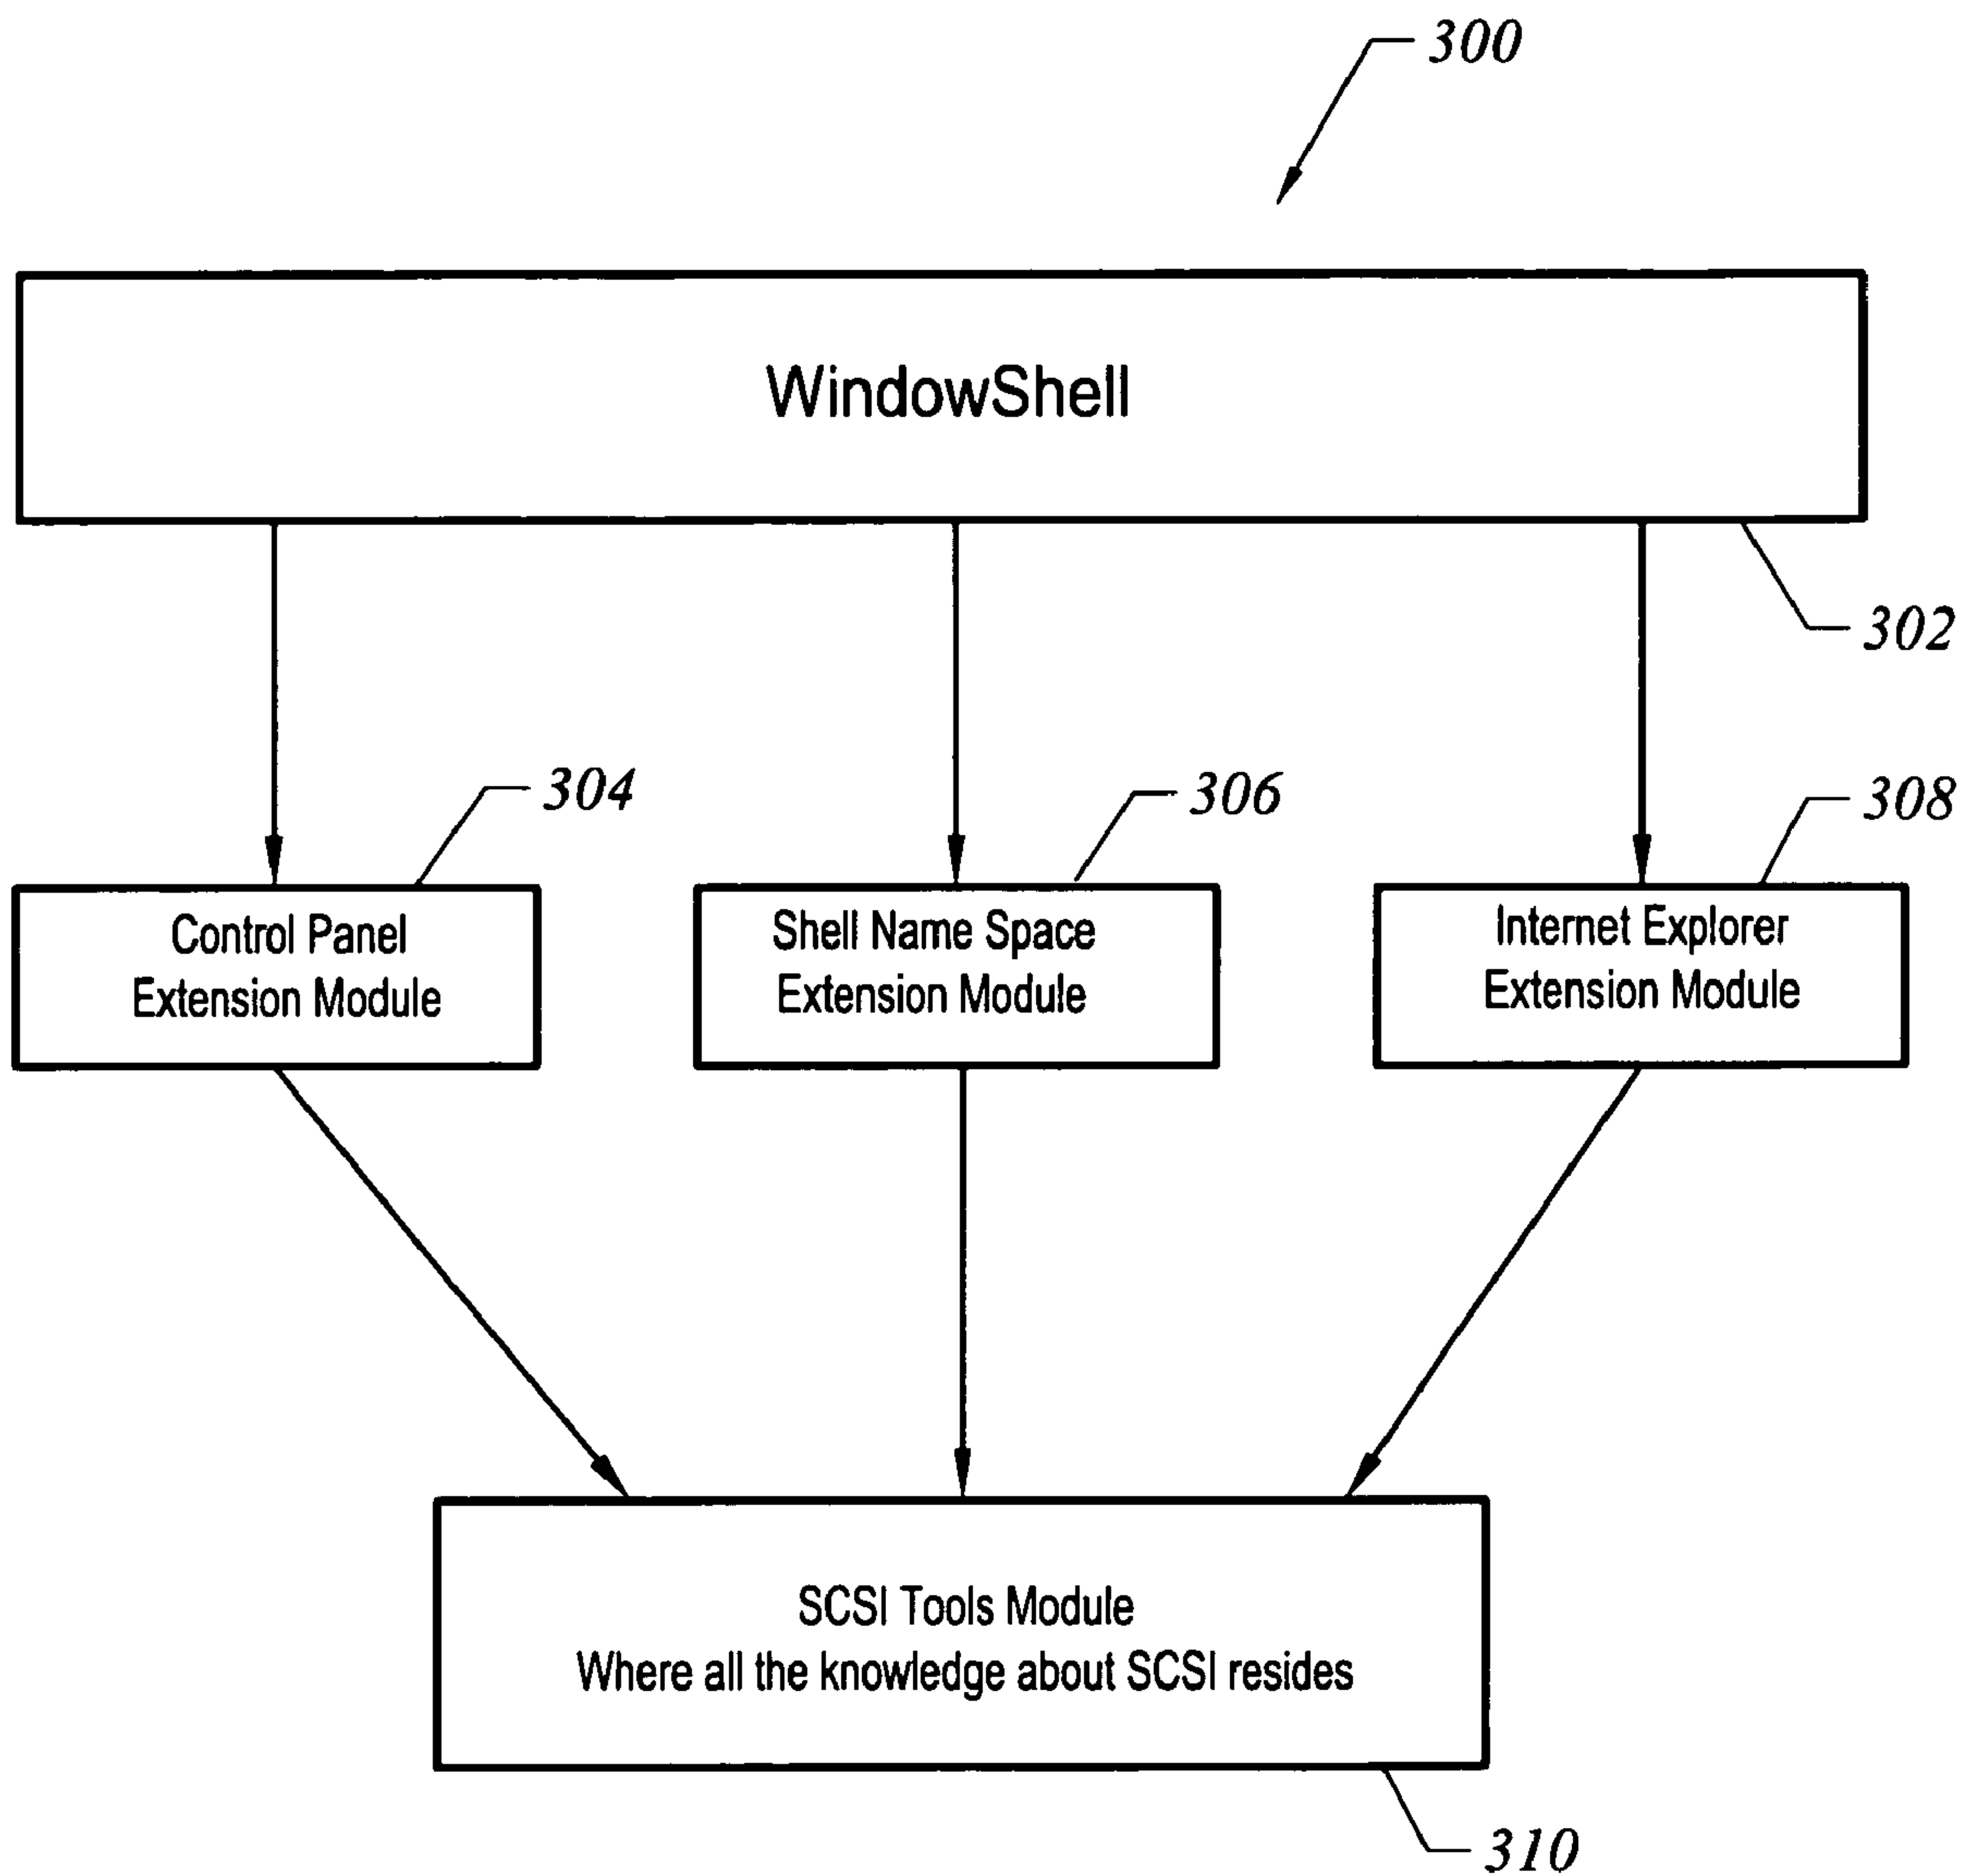 300
WindowShell
302
304
306
308
Control Panel
Extension Module
Shell Name Space
Extension Module
Internet Explorer
Extension Module
SCSI Tools Module
Where all the knowledge about SCSI resides
310